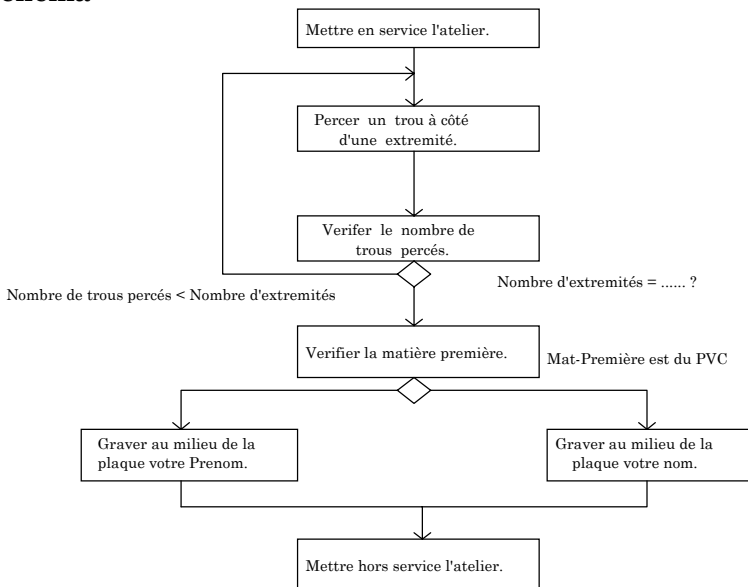 Mettre en service l'atelier.
Percer un trou à côté
d'une extremité.
Verifer le nombre de
trous percés.
Nombre de trous percés < Nombre d'extremités
Nombre d'extremités = ...... ?
Verifier la matière première.
Mat-Première est du PVC
Graver au milieu de la
plaque votre Prenom.
Graver au milieu de la
plaque votre nom.
Mettre hors service l'atelier.